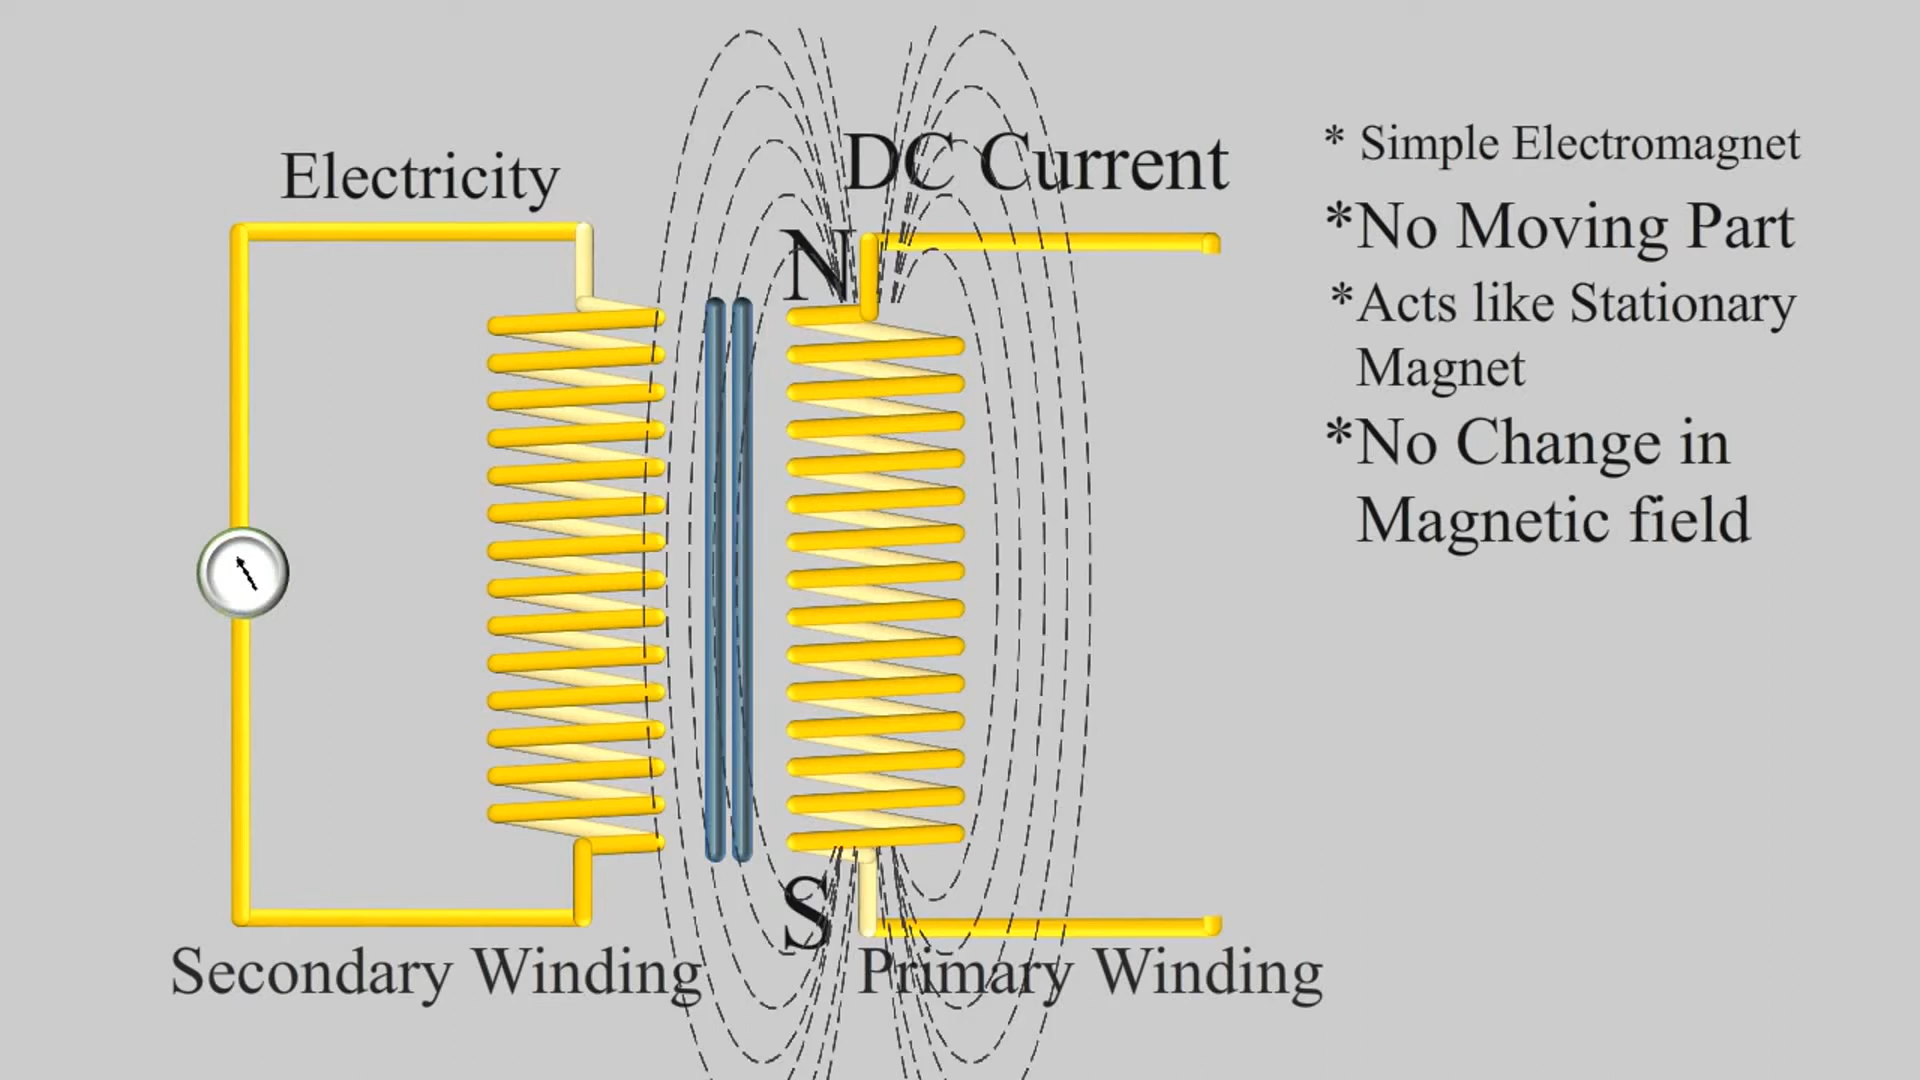 Electricity
DC Current
N
S
Secondary Winding
Primary Winding
* Simple Electromagnet
*No Moving Part
*Acts like Stationary
Magnet
*No Change in
Magnetic field